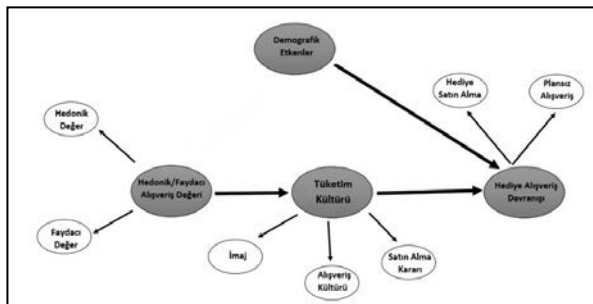 Demografik
Etkenler
Hediye
Satın Alma
Plansız
Alışveriş
Hedonik
Değer
Hedonik/Faydacı
Alışveriş Değeri
Tüketim
Kültürü
Hediye Alışveriş
Davranışı
Faydacı
Değer
İmaj
Alışveriş
Kültürü
Satın Alma
Kararı